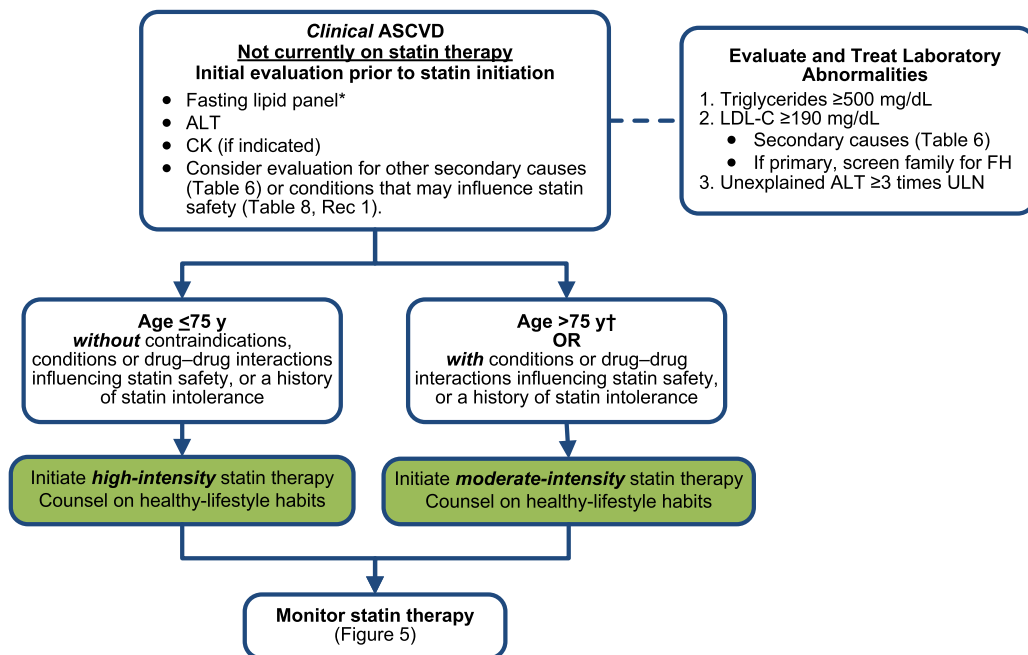 Clinical ASCVD
Not currently on statin therapy
Initial evaluation prior to statin initiation
● Fasting lipid panel*
● ALT
● CK (if indicated)
● Consider evaluation for other secondary causes
(Table 6) or conditions that may influence statin
safety (Table 8, Rec 1).
Evaluate and Treat Laboratory
Abnormalities
1. Triglycerides ≥500 mg/dL
2. LDL-C ≥190 mg/dL
● Secondary causes (Table 6)
● If primary, screen family for FH
3. Unexplained ALT ≥3 times ULN
Age ≤75 y
without contraindications,
conditions or drug–drug interactions
influencing statin safety, or a history
of statin intolerance
Age >75 y†
OR
with conditions or drug–drug
interactions influencing statin safety,
or a history of statin intolerance
Initiate high-intensity statin therapy
Counsel on healthy-lifestyle habits
Initiate moderate-intensity statin therapy
Counsel on healthy-lifestyle habits
Monitor statin therapy
(Figure 5)